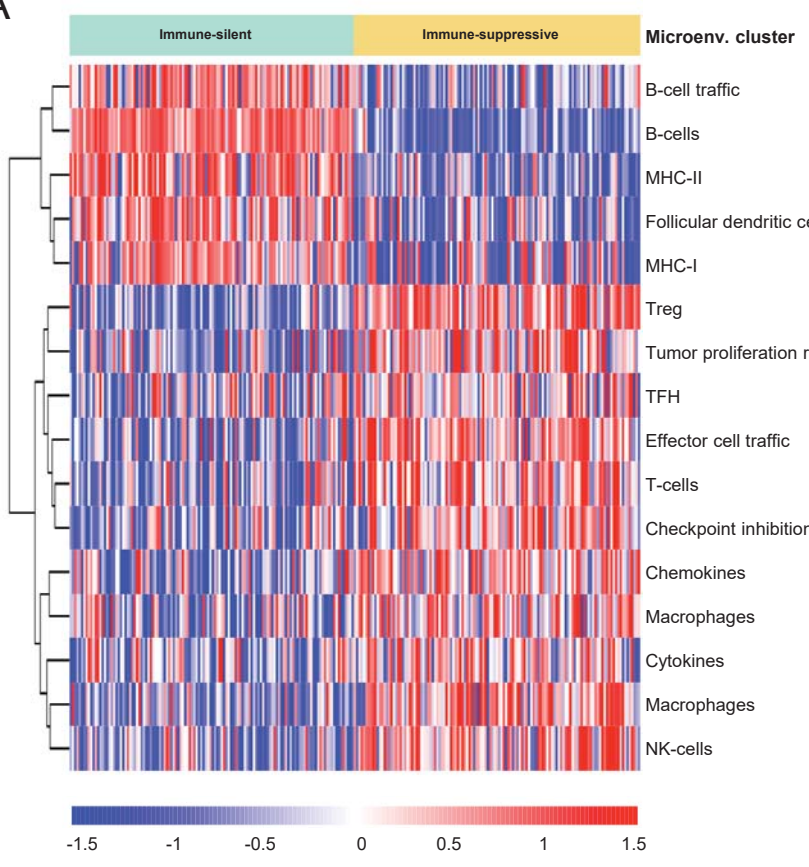 A
Immune-silent Immune-suppressive Microenv. cluster
B-cell traffic
B-cells
MHC-II
Follicular dendritic
MHC-I
Treg
Tumor proliferation
TFH
Effector cell traffic
T-cells
Checkpoint inhibition
Chemokines
Macrophages
Cytokines
Macrophages
NK-cells
-1.5 -1 -0.5 0 0.5 1 1.5